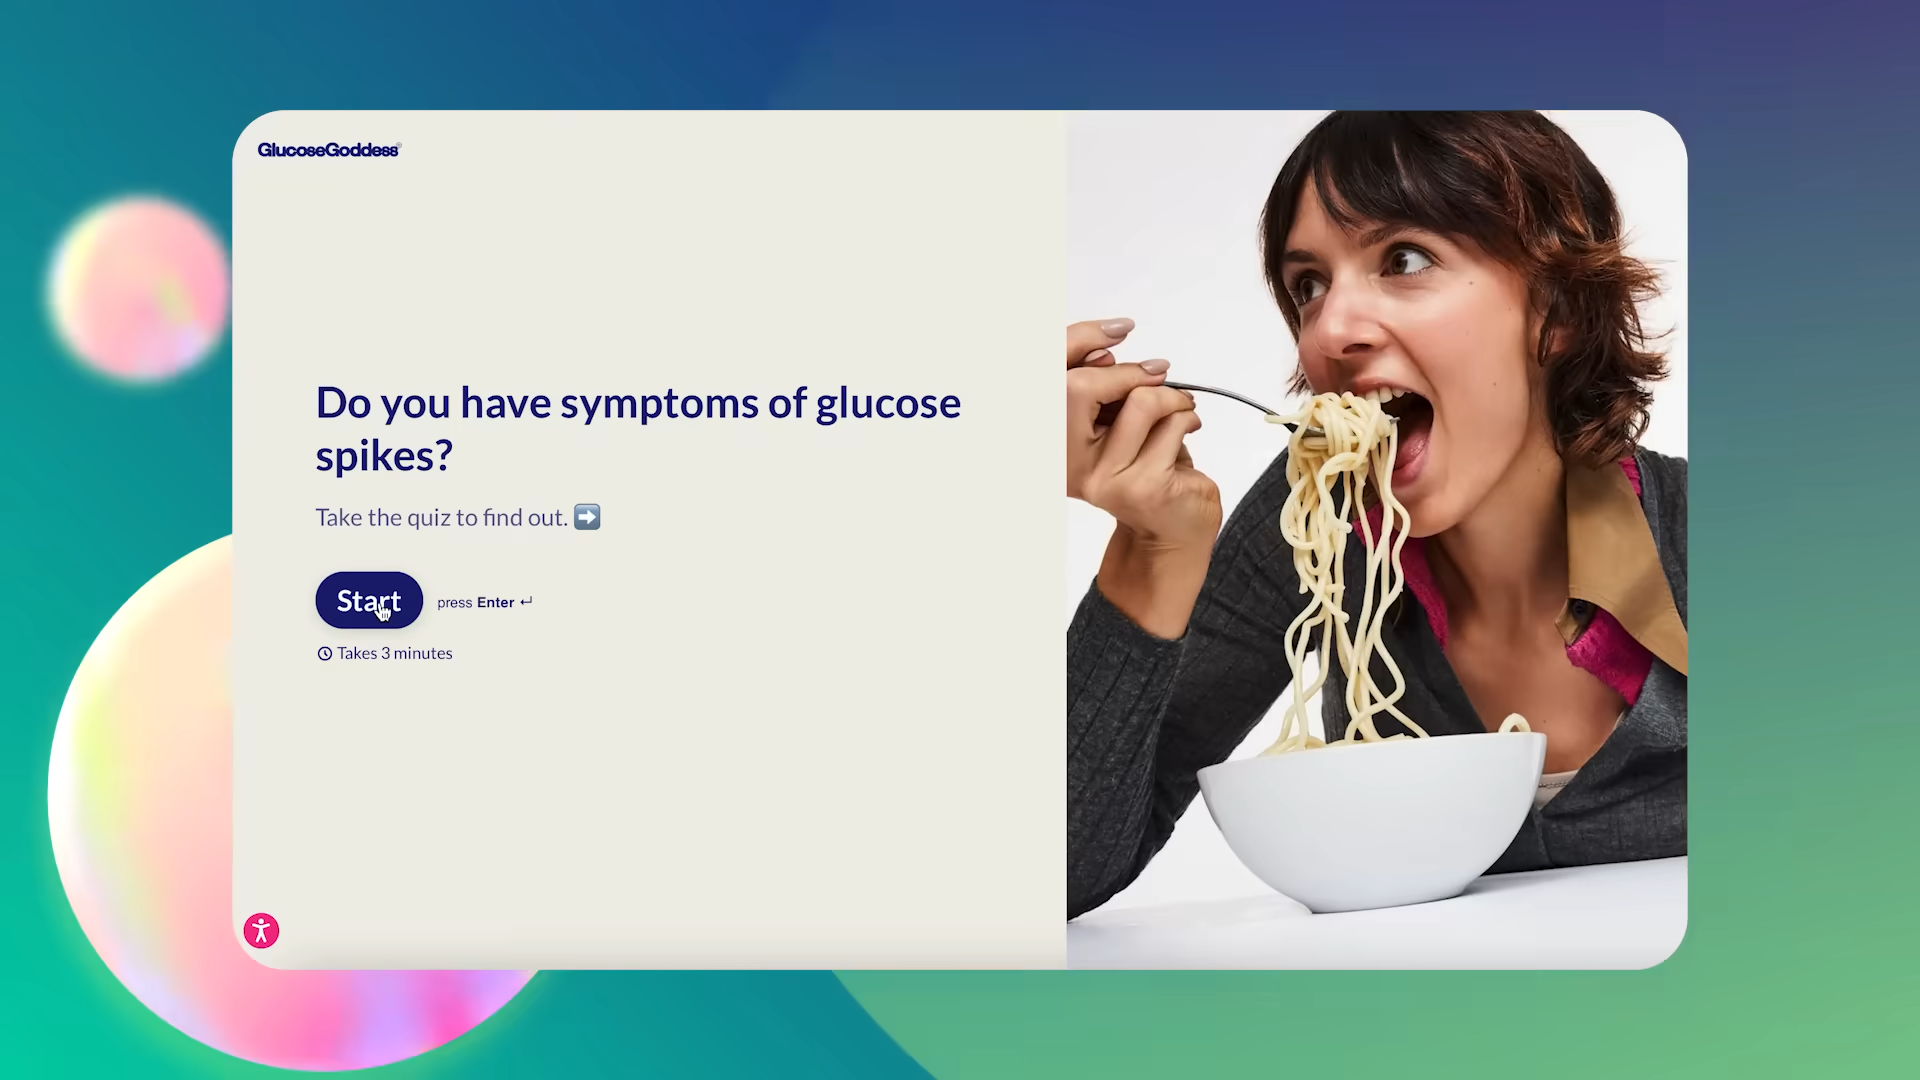 GlucoseGoddess®
Do you have symptoms of glucose
spikes?
Take the quiz to find out. ➡️
Start
press Enter ↵
Takes 3 minutes